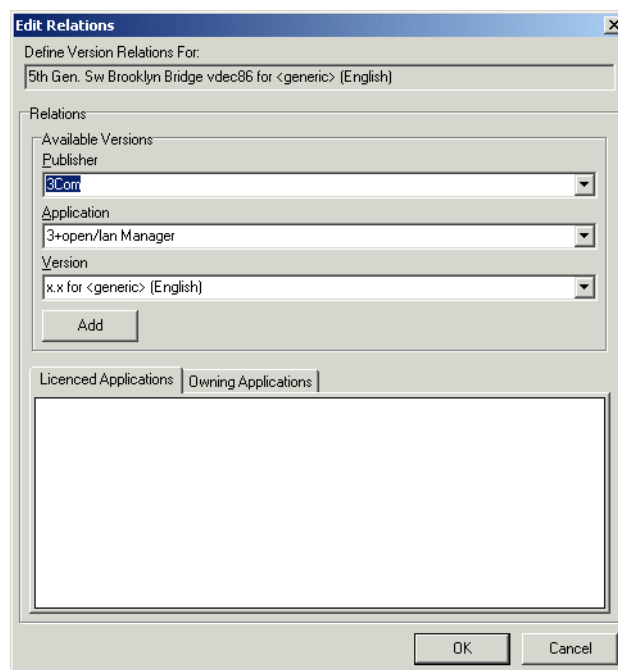 Edit Relations
Define Version Relations For:
5th Gen. Sw Brooklyn Bridge vdec86 for <generic> (English)
Relations
Available Versions
Publisher
3Com
Application
3+open/lan Manager
Version
x.x for <generic> (English)
Add
Licenced Applications
Owning Applications
OK
Cancel